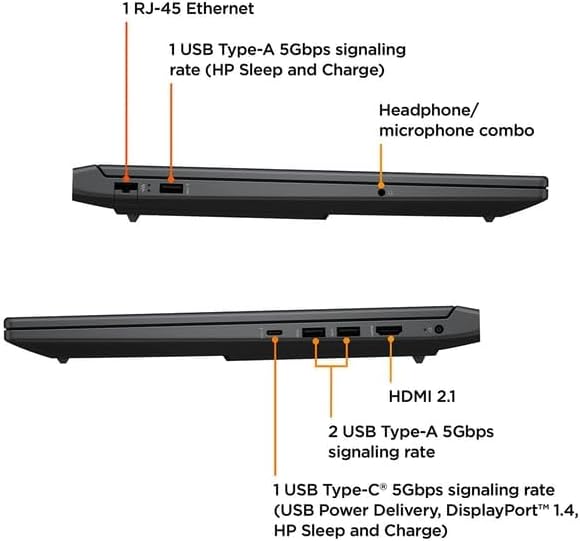 1 RJ-45 Ethernet
1 USB Type-A 5Gbps signaling
rate (HP Sleep and Charge)
Headphone/
microphone combo
HDMI 2.1
2 USB Type-A 5Gbps
signaling rate
1 USB Type-C® 5Gbps signaling rate
(USB Power Delivery, DisplayPort™ 1.4,
HP Sleep and Charge)